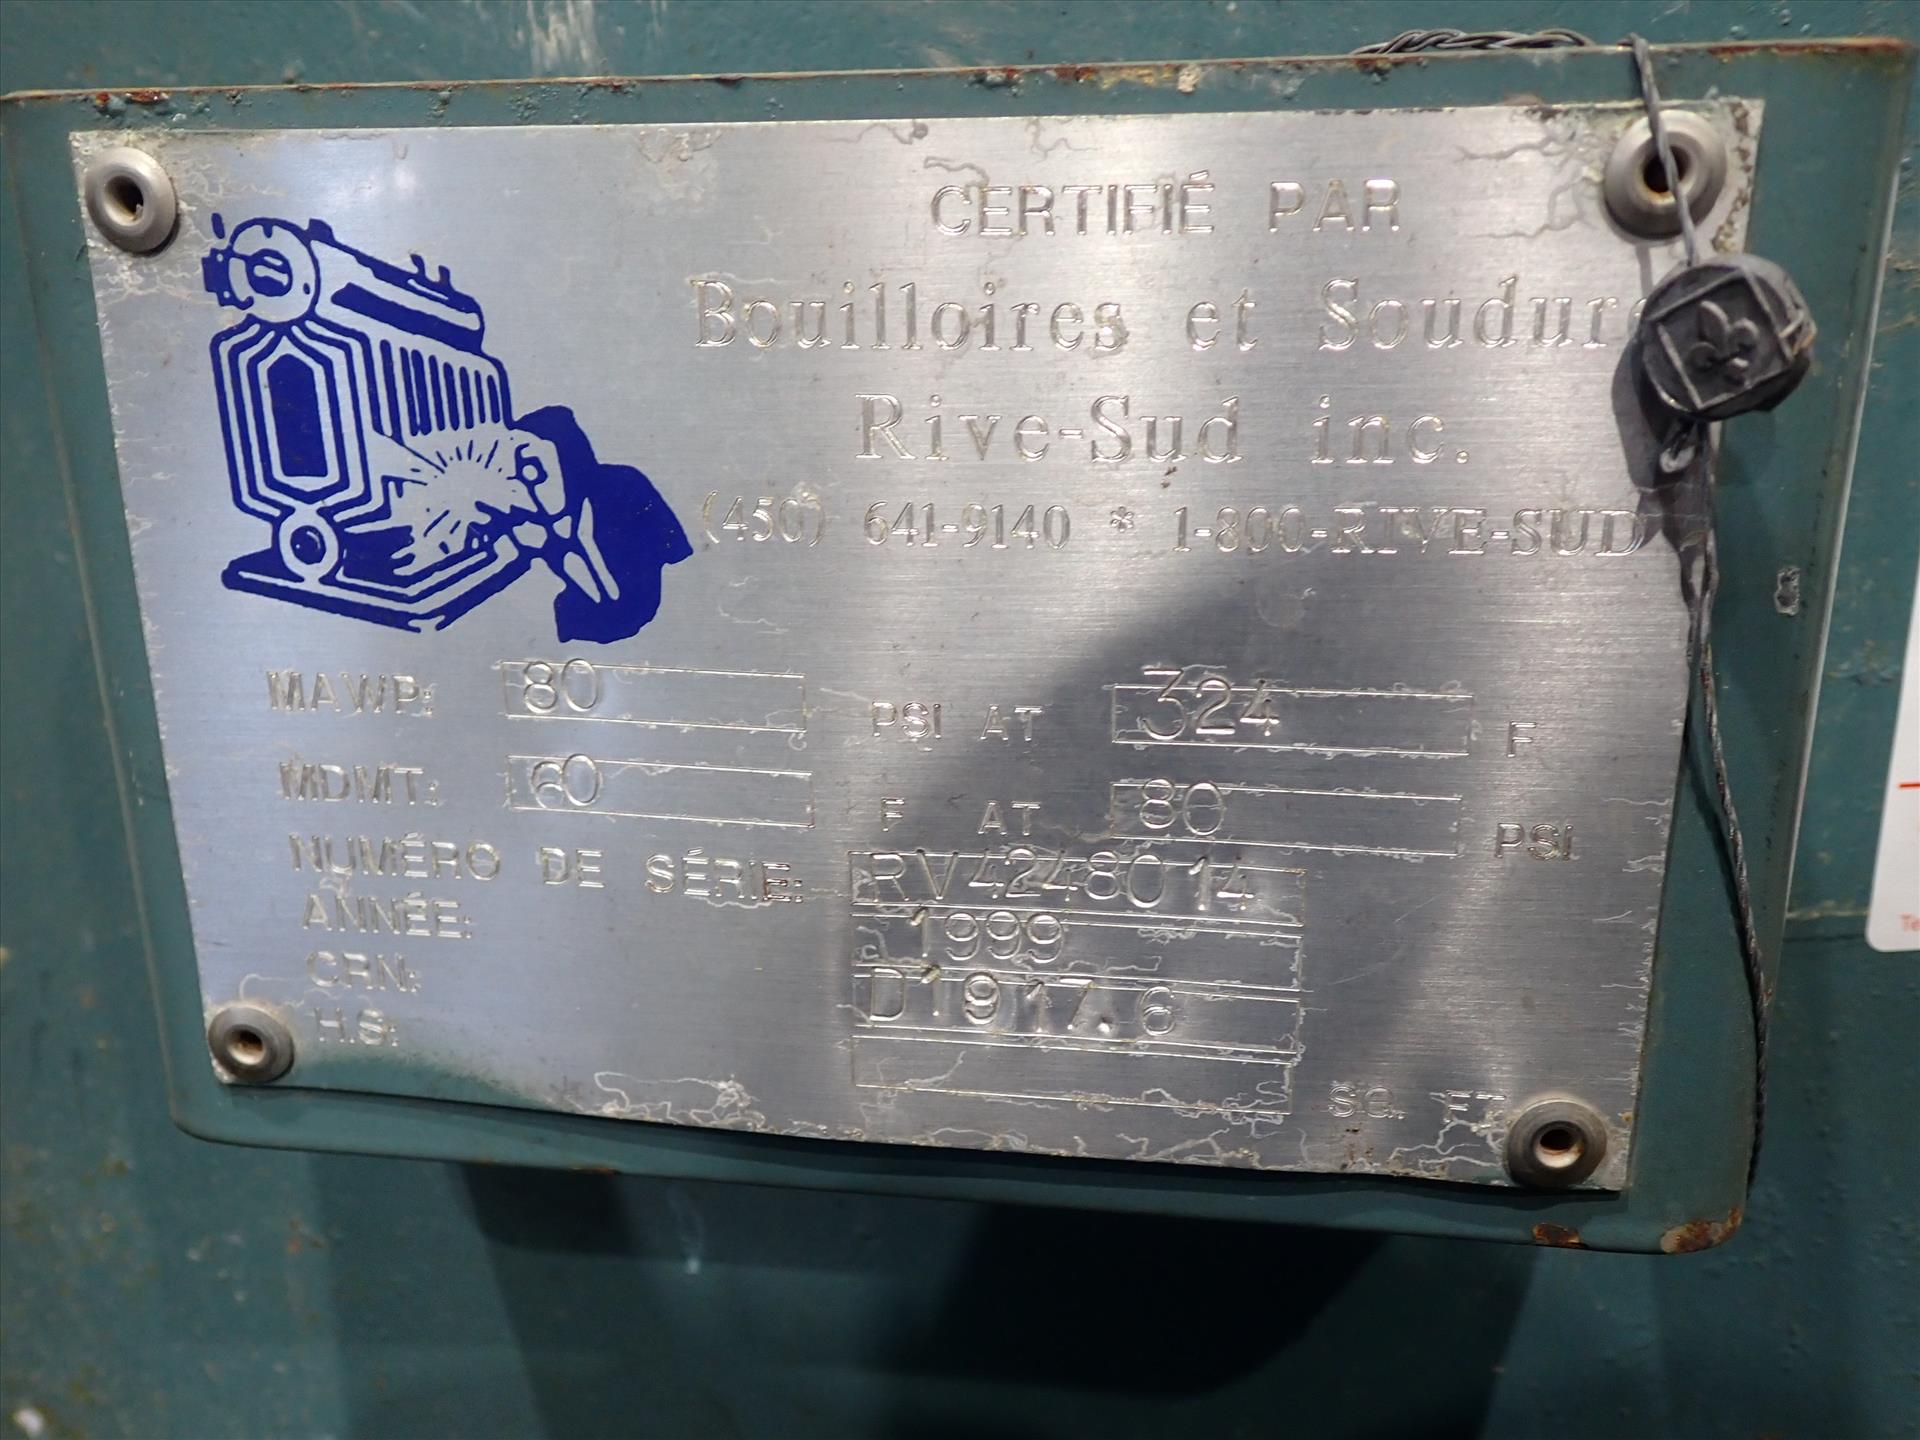 CERTIFIÉ PAR
Bouilloires et Soudure
Rive-Sud inc.
(450) 641-9140 * 1-800-RIVE-SUD
MAWP: 80 PSI AT 324 F
MDMT: 60 F AT 80 PSI
NUMÉRO DE SÉRIE: RV4248014
ANNÉE: 1999
CRN: D1917.6
H.S: SQ. FT